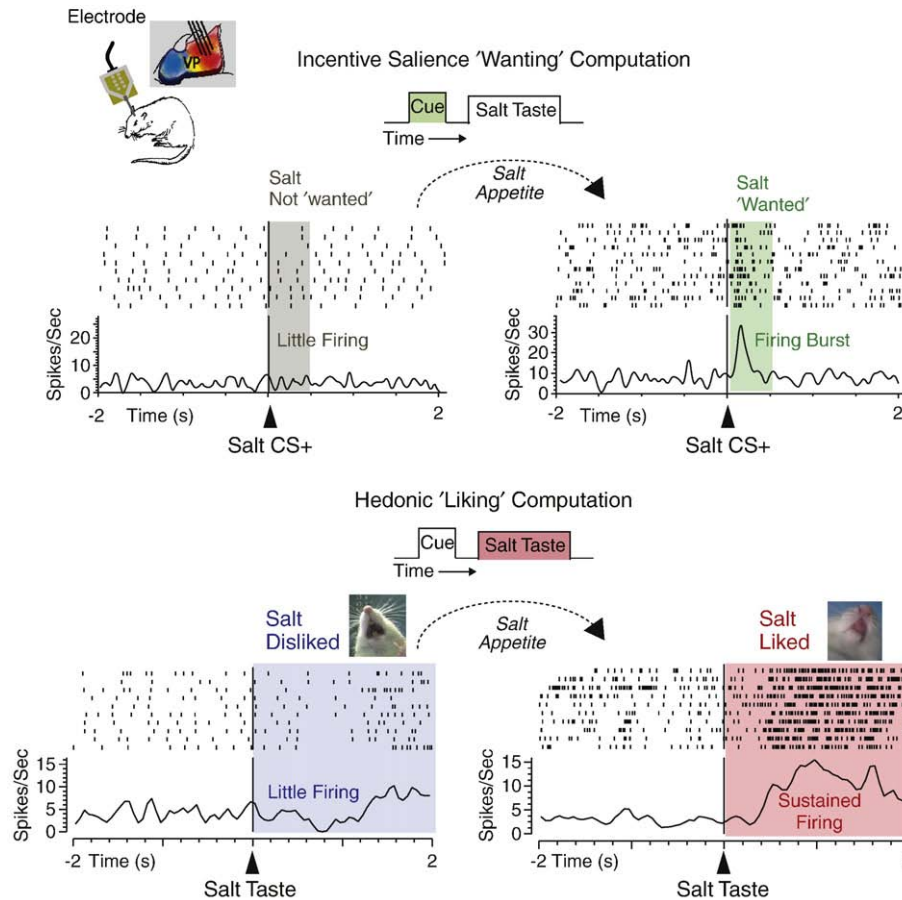 Electrode
VP
Incentive Salience 'Wanting' Computation
Cue
Salt Taste
Time
Salt
Not 'wanted'
Salt
Appetite
Salt
'Wanted'
Spikes/Sec
20
10
0
Little Firing
-2
Time (s)
2
Salt CS+
Spikes/Sec
30
20
10
0
Firing Burst
-2
Time (s)
2
Salt CS+
Hedonic 'Liking' Computation
Cue
Salt Taste
Time
Salt
Disliked
Salt
Appetite
Salt
Liked
Spikes/Sec
15
10
5
0
Little Firing
-2
Time (s)
2
Salt Taste
Spikes/Sec
15
10
5
0
Sustained
Firing
-2
Time (s)
Salt Taste